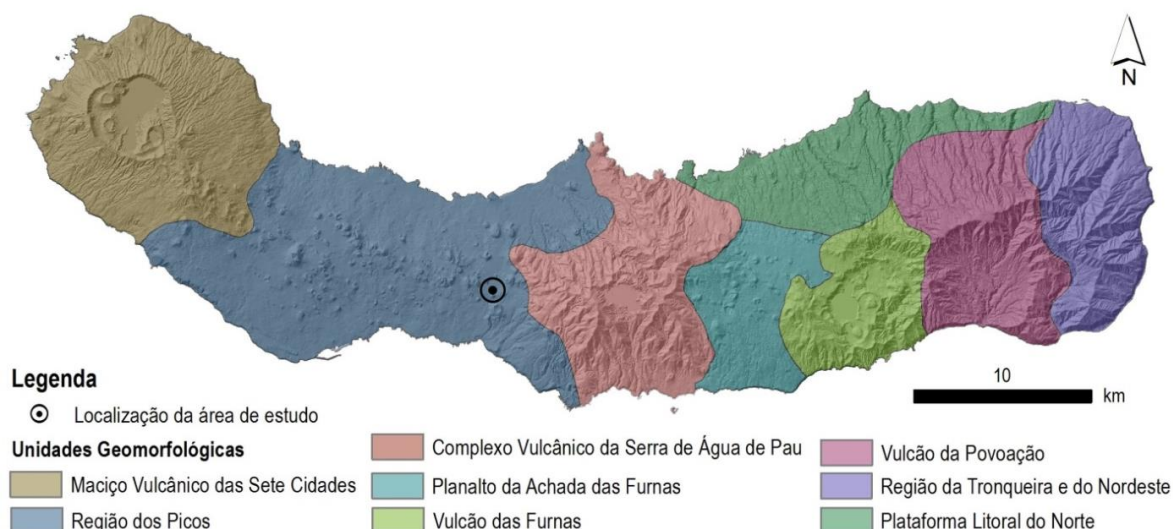 N
10
km
Legenda
Localização da área de estudo
Unidades Geomorfológicas
Maciço Vulcânico das Sete Cidades
Região dos Picos
Complexo Vulcânico da Serra de Água de Pau
Planalto da Achada das Furnas
Vulcão das Furnas
Vulcão da Povoação
Região da Tronqueira e do Nordeste
Plataforma Litoral do Norte